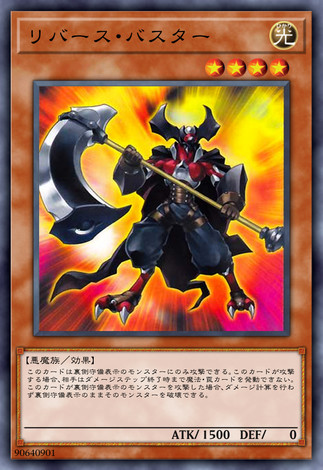 リバース・バスター
光
【悪魔族／効果】
このカードは裏側守備表示のモンスターにのみ攻撃できる。このカードが攻撃
する場合、相手はダメージステップ終了時まで魔法・罠カードを発動できない。
このカードが裏側守備表示のモンスターを攻撃した場合、ダメージ計算を行わ
ず裏側守備表示のままそのモンスターを破壊できる。
ATK/ 1500 DEF/ 0
90640901